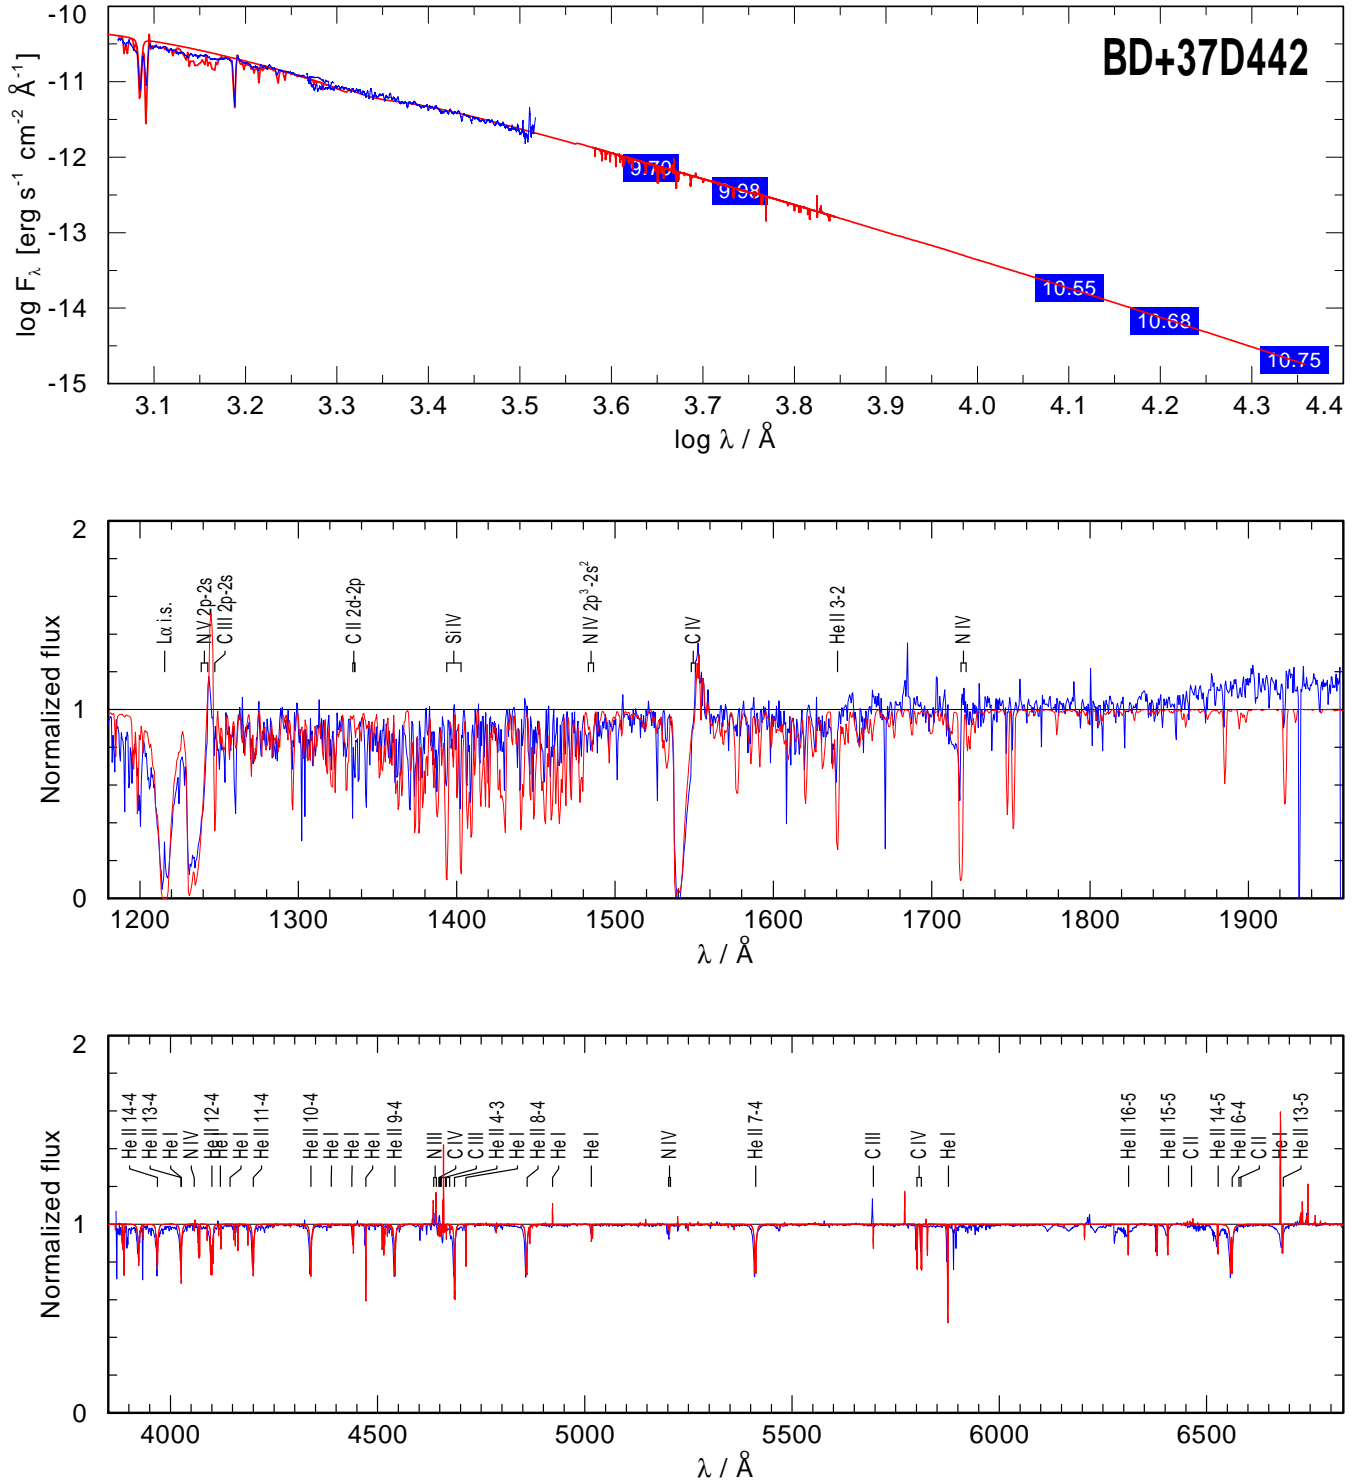 BD+37D442
log Fλ [erg s⁻¹ cm⁻² Å⁻¹]
-10
-11
-12
-13
-14
-15
9.70
9.98
10.55
10.68
10.75
3.1 3.2 3.3 3.4 3.5 3.6 3.7 3.8 3.9 4.0 4.1 4.2 4.3 4.4
log λ / Å
Normalized flux
2
1
0
Lα i.s.
N V 2p-2s
C III 2p-2s
C II 2d-2p
Si IV
N IV 2p³-2s²
C IV
He II 3-2
N IV
1200 1300 1400 1500 1600 1700 1800 1900
λ / Å
Normalized flux
2
1
0
He II 14-4
He II 13-4
He I
N IV
He II 12-4
He I
He I
He II 11-4
He II 10-4
He I
He I
He I
He II 9-4
N III
C IV
C III
He II 4-3
He I
He II 8-4
He I
He I
N IV
He II 7-4
C III
C IV
He I
He II 16-5
He II 15-5
C II
He II 14-5
He II 6-4
C II
He I
He II 13-5
4000 4500 5000 5500 6000 6500
λ / Å